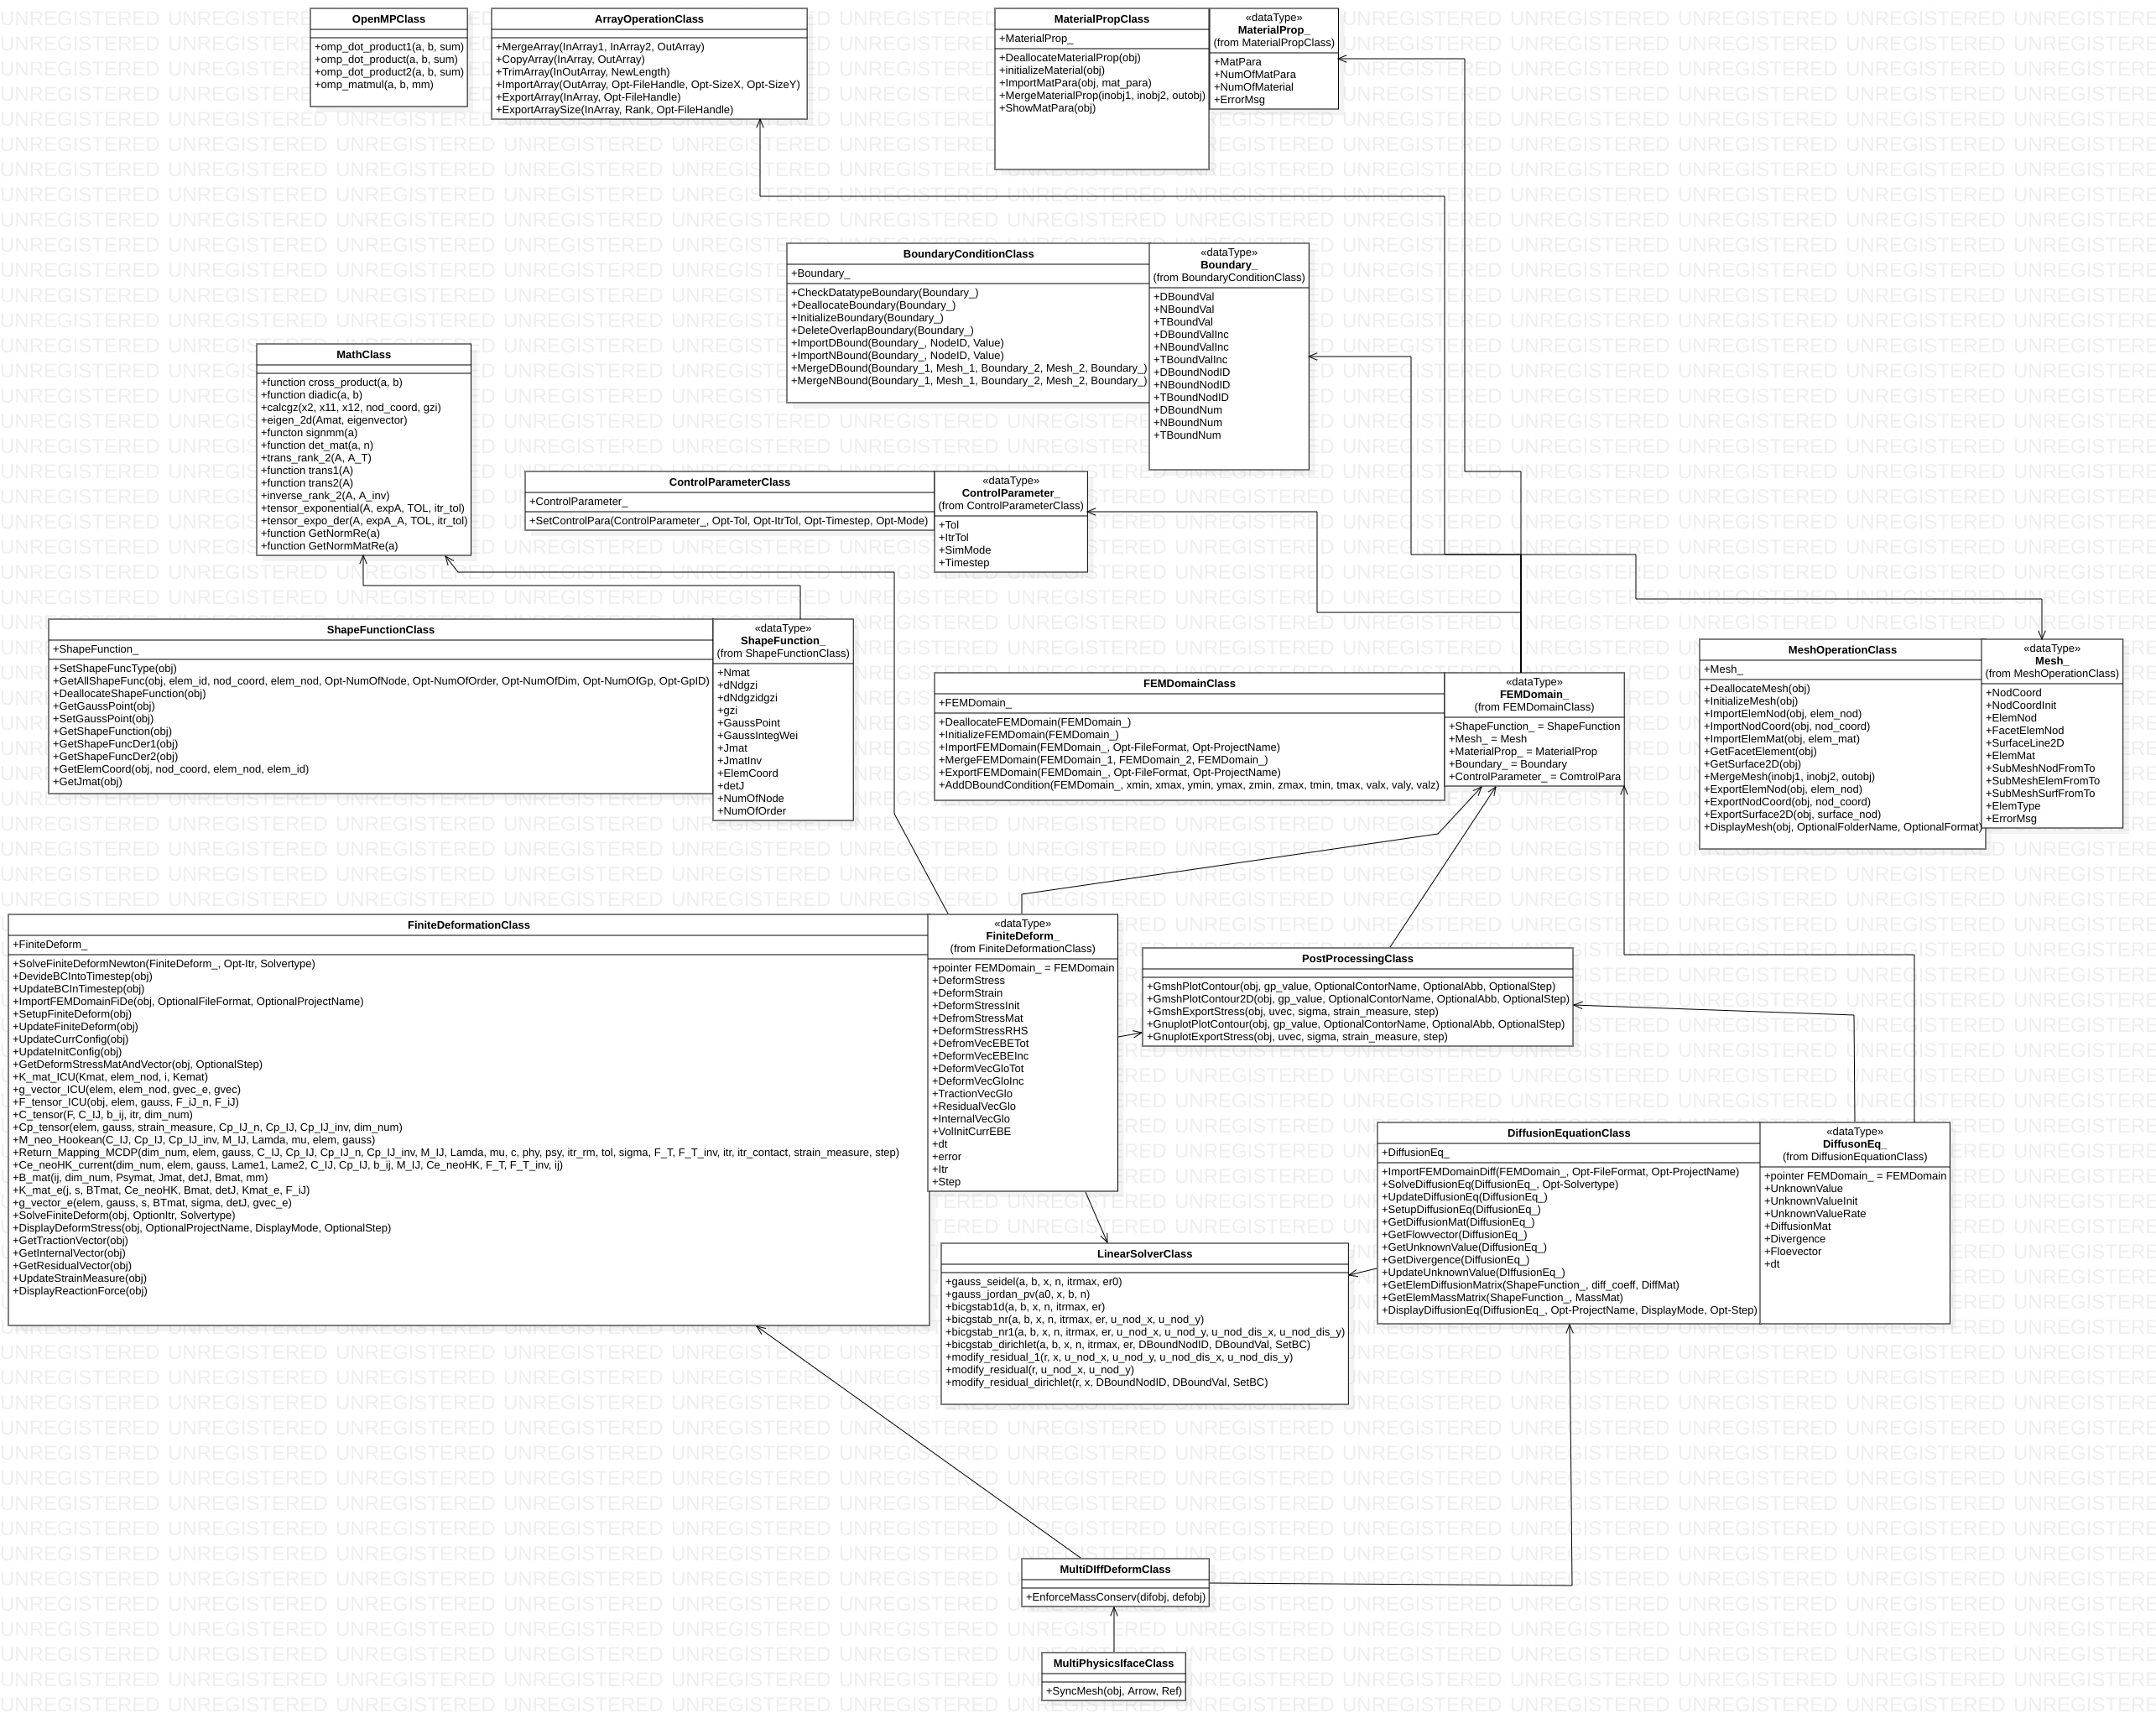 OpenMPClass
+omp_dot_product1(a, b, sum)
+omp_dot_product(a, b, sum)
+omp_dot_product2(a, b, sum)
+omp_matmul(a, b, mm)
ArrayOperationClass
+MergeArray(InArray1, InArray2, OutArray)
+CopyArray(InArray, OutArray)
+TrimArray(InOutArray, NewLength)
+ImportArray(OutArray, Opt-FileHandle, Opt-SizeX, Opt-SizeY)
+ExportArray(InArray, Opt-FileHandle)
+ExportArraySize(InArray, Rank, Opt-FileHandle)
MaterialPropClass
+MaterialProp_
+DeallocateMaterialProp(obj)
+initializeMaterial(obj)
+ImportMatPara(obj, mat_para)
+MergeMaterialProp(inobj1, inobj2, outobj)
+ShowMatPara(obj)
«dataType»
MaterialProp_
(from MaterialPropClass)
+MatPara
+NumOfMatPara
+NumOfMaterial
+ErrorMsg
BoundaryConditionClass
+Boundary_
+CheckDatatypeBoundary(Boundary_)
+DeallocateBoundary(Boundary_)
+InitializeBoundary(Boundary_)
+DeleteOverlapBoundary(Boundary_)
+ImportDBound(Boundary_, NodeID, Value)
+ImportNBound(Boundary_, NodeID, Value)
+MergeDBound(Boundary_1, Mesh_1, Boundary_2, Mesh_2, Boundary_)
+MergeNBound(Boundary_1, Mesh_1, Boundary_2, Mesh_2, Boundary_)
«dataType»
Boundary_
(from BoundaryConditionClass)
+DBoundVal
+NBoundVal
+TBoundVal
+DBoundValInc
+NBoundValInc
+TBoundValInc
+DBoundNodID
+NBoundNodID
+TBoundNodID
+DBoundNum
+NBoundNum
+TBoundNum
MathClass
+function cross_product(a, b)
+function diadic(a, b)
+calcgz(x2, x11, x12, nod_coord, gzi)
+eigen_2d(Amat, eigenvector)
+functon signmm(a)
+function det_mat(a, n)
+trans_rank_2(A, A_T)
+function trans1(A)
+function trans2(A)
+inverse_rank_2(A, A_inv)
+tensor_exponential(A, expA, TOL, itr_tol)
+tensor_expo_der(A, expA_A, TOL, itr_tol)
+function GetNormRe(a)
+function GetNormMatRe(a)
ControlParameterClass
+ControlParameter_
+SetControlPara(ControlParameter_, Opt-Tol, Opt-ItrTol, Opt-Timestep, Opt-Mode)
«dataType»
ControlParameter_
(from ControlParameterClass)
+Tol
+ItrTol
+SimMode
+Timestep
ShapeFunctionClass
+ShapeFunction_
+SetShapeFuncType(obj)
+GetAllShapeFunc(obj, elem_id, nod_coord, elem_nod, Opt-NumOfNode, Opt-NumOfOrder, Opt-NumOfDim, Opt-NumOfGp, Opt-GpID)
+DeallocateShapeFunction(obj)
+GetGaussPoint(obj)
+SetGaussPoint(obj)
+GetShapeFunction(obj)
+GetShapeFuncDer1(obj)
+GetShapeFuncDer2(obj)
+GetElemCoord(obj, nod_coord, elem_nod, elem_id)
+GetJmat(obj)
«dataType»
ShapeFunction_
(from ShapeFunctionClass)
+Nmat
+dNdgzi
+dNdgzidgzi
+gzi
+GaussPoint
+GaussIntegWei
+Jmat
+JmatInv
+ElemCoord
+detJ
+NumOfNode
+NumOfOrder
FEMDomainClass
+FEMDomain_
+DeallocateFEMDomain(FEMDomain_)
+InitializeFEMDomain(FEMDomain_)
+ImportFEMDomain(FEMDomain_, Opt-FileFormat, Opt-ProjectName)
+MergeFEMDomain(FEMDomain_1, FEMDomain_2, FEMDomain_)
+ExportFEMDomain(FEMDomain_, Opt-FileFormat, Opt-ProjectName)
+AddDBoundCondition(FEMDomain_, xmin, xmax, ymin, ymax, zmin, zmax, tmin, tmax, valx, valy, valz)
«dataType»
FEMDomain_
(from FEMDomainClass)
+ShapeFunction_ = ShapeFunction
+Mesh_ = Mesh
+MaterialProp_ = MaterialProp
+Boundary_ = Boundary
+ControlParameter_ = ComtrolPara
MeshOperationClass
+Mesh_
+DeallocateMesh(obj)
+InitializeMesh(obj)
+ImportElemNod(obj, elem_nod)
+ImportNodCoord(obj, nod_coord)
+ImportElemMat(obj, elem_mat)
+GetFacetElement(obj)
+GetSurface2D(obj)
+MergeMesh(inobj1, inobj2, outobj)
+ExportElemNod(obj, elem_nod)
+ExportNodCoord(obj, nod_coord)
+ExportSurface2D(obj, surface_nod)
+DisplayMesh(obj, OptionalFolderName, OptionalFormat)
«dataType»
Mesh_
(from MeshOperationClass)
+NodCoord
+NodCoordInit
+ElemNod
+FacetElemNod
+SurfaceLine2D
+ElemMat
+SubMeshNodFromTo
+SubMeshElemFromTo
+SubMeshSurfFromTo
+ElemType
+ErrorMsg
FiniteDeformationClass
+FiniteDeform_
+SolveFiniteDeformNewton(FiniteDeform_, Opt-Itr, Solvertype)
+DevideBCIntoTimestep(obj)
+UpdateBCInTimestep(obj)
+ImportFEMDomainFiDe(obj, OptionalFileFormat, OptionalProjectName)
+SetupFiniteDeform(obj)
+UpdateFiniteDeform(obj)
+UpdateCurrConfig(obj)
+UpdateInitConfig(obj)
+GetDeformStressMatAndVector(obj, OptionalStep)
+K_mat_ICU(Kmat, elem_nod, i, Kemat)
+g_vector_ICU(elem, elem_nod, gvec_e, gvec)
+F_tensor_ICU(obj, elem, gauss, F_iJ_n, F_iJ)
+C_tensor(F, C_IJ, b_ij, itr, dim_num)
+Cp_tensor(elem, gauss, strain_measure, Cp_IJ_n, Cp_IJ, Cp_IJ_inv, dim_num)
+M_neo_Hookean(C_IJ, Cp_IJ, Cp_IJ_inv, M_IJ, Lamda, mu, elem, gauss)
+Return_Mapping_MCDP(dim_num, elem, gauss, C_IJ, Cp_IJ, Cp_IJ_n, Cp_IJ_inv, M_IJ, Lamda, mu, c, phy, psy, itr_rm, tol, sigma, F_T, F_T_inv, itr, itr_contact, strain_measure, step)
+Ce_neoHK_current(dim_num, elem, gauss, Lame1, Lame2, C_IJ, Cp_IJ, b_ij, M_IJ, Ce_neoHK, F_T, F_T_inv, ij)
+B_mat(ij, dim_num, Psymat, Jmat, detJ, Bmat, mm)
+K_mat_e(j, s, BTmat, Ce_neoHK, Bmat, detJ, Kmat_e, F_iJ)
+g_vector_e(elem, gauss, s, BTmat, sigma, detJ, gvec_e)
+SolveFiniteDeform(obj, OptionItr, Solvertype)
+DisplayDeformStress(obj, OptionalProjectName, DisplayMode, OptionalStep)
+GetTractionVector(obj)
+GetInternalVector(obj)
+GetResidualVector(obj)
+UpdateStrainMeasure(obj)
+DisplayReactionForce(obj)
«dataType»
FiniteDeform_
(from FiniteDeformationClass)
+pointer FEMDomain_ = FEMDomain
+DeformStress
+DeformStrain
+DeformStressInit
+DefromStressMat
+DeformStressRHS
+DefromVecEBETot
+DeformVecEBEInc
+DeformVecGloTot
+DeformVecGloInc
+TractionVecGlo
+ResidualVecGlo
+InternalVecGlo
+VolInitCurrEBE
+dt
+error
+Itr
+Step
PostProcessingClass
+GmshPlotContour(obj, gp_value, OptionalContorName, OptionalAbb, OptionalStep)
+GmshPlotContour2D(obj, gp_value, OptionalContorName, OptionalAbb, OptionalStep)
+GmshExportStress(obj, uvec, sigma, strain_measure, step)
+GnuplotPlotContour(obj, gp_value, OptionalContorName, OptionalAbb, OptionalStep)
+GnuplotExportStress(obj, uvec, sigma, strain_measure, step)
DiffusionEquationClass
+DiffusionEq_
+ImportFEMDomainDiff(FEMDomain_, Opt-FileFormat, Opt-ProjectName)
+SolveDiffusionEq(DiffusionEq_, Opt-Solvertype)
+UpdateDiffusionEq(DiffusionEq_)
+SetupDiffusionEq(DiffusionEq_)
+GetDiffusionMat(DiffusionEq_)
+GetFlowvector(DiffusionEq_)
+GetUnknownValue(DiffusionEq_)
+GetDivergence(DiffusionEq_)
+UpdateUnknownValue(DIffusionEq_)
+GetElemDiffusionMatrix(ShapeFunction_, diff_coeff, DiffMat)
+GetElemMassMatrix(ShapeFunction_, MassMat)
+DisplayDiffusionEq(DiffusionEq_, Opt-ProjectName, DisplayMode, Opt-Step)
«dataType»
DiffusonEq_
(from DiffusionEquationClass)
+pointer FEMDomain_ = FEMDomain
+UnknownValue
+UnknownValueInit
+UnknownValueRate
+DiffusionMat
+Divergence
+Floevector
+dt
LinearSolverClass
+gauss_seidel(a, b, x, n, itrmax, er0)
+gauss_jordan_pv(a0, x, b, n)
+bicgstab1d(a, b, x, n, itrmax, er)
+bicgstab_nr(a, b, x, n, itrmax, er, u_nod_x, u_nod_y)
+bicgstab_nr1(a, b, x, n, itrmax, er, u_nod_x, u_nod_y, u_nod_dis_x, u_nod_dis_y)
+bicgstab_dirichlet(a, b, x, n, itrmax, er, DBoundNodID, DBoundVal, SetBC)
+modify_residual_1(r, x, u_nod_x, u_nod_y, u_nod_dis_x, u_nod_dis_y)
+modify_residual(r, u_nod_x, u_nod_y)
+modify_residual_dirichlet(r, x, DBoundNodID, DBoundVal, SetBC)
MultiDIffDeformClass
+EnforceMassConserv(difobj, defobj)
MultiPhysicsIfaceClass
+SyncMesh(obj, Arrow, Ref)